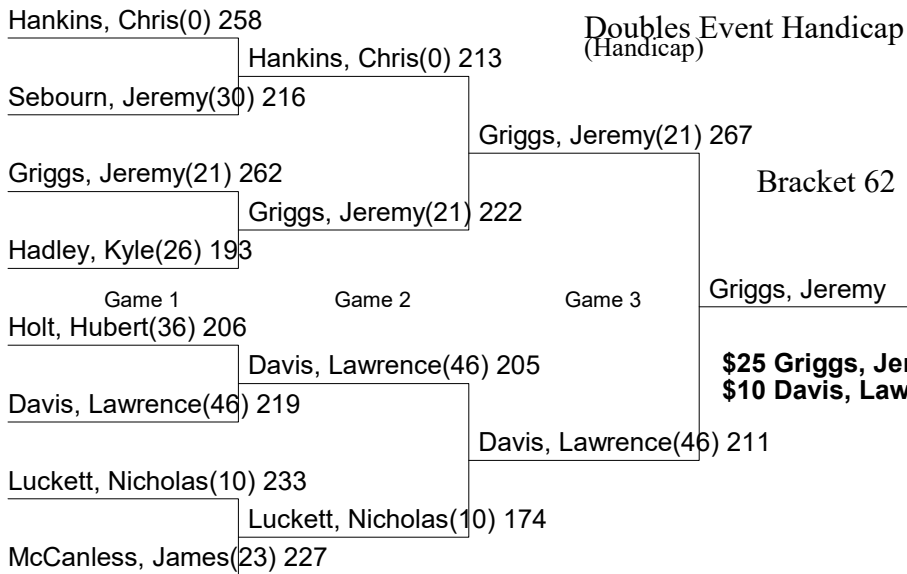 Hankins, Chris(0) 258
Doubles Event Handicap
(Handicap)
Hankins, Chris(0) 213
Sebourn, Jeremy(30) 216
Griggs, Jeremy(21) 267
Griggs, Jeremy(21) 262
Bracket 62
Griggs, Jeremy(21) 222
Hadley, Kyle(26) 193
Game 1
Game 2
Game 3
Griggs, Jeremy
Holt, Hubert(36) 206
Davis, Lawrence(46) 205
$25 Griggs, Jer
$10 Davis, Law
Davis, Lawrence(46) 219
Davis, Lawrence(46) 211
Luckett, Nicholas(10) 233
Luckett, Nicholas(10) 174
McCanless, James(23) 227